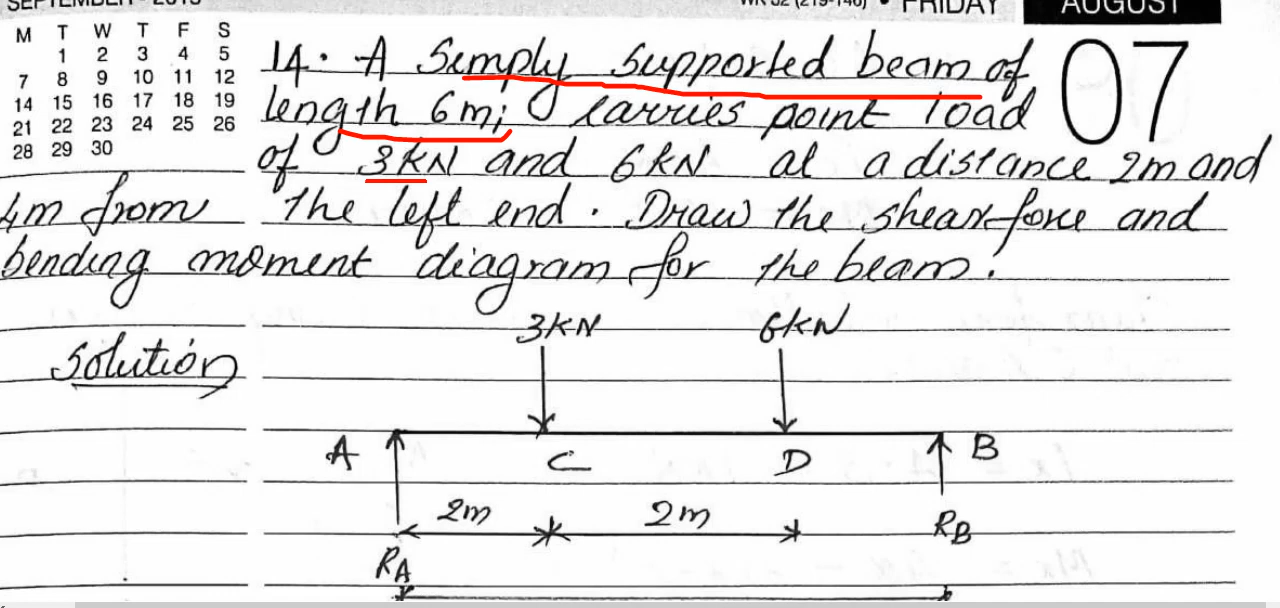 SEPTEMBER - 2015
FRIDAY
AUGUST
M T W T F S
1 2 3 4 5
7 8 9 10 11 12
14 15 16 17 18 19
21 22 23 24 25 26
28 29 30
07
14. A Simply supported beam of
length 6m, carries point load
of 3kN and 6kN at a distance 2m and
4m from the left end. Draw the shear force and
bending moment diagram for the beam.
Solution
3KN 6KN
A C D B
2m 2m
RA RB